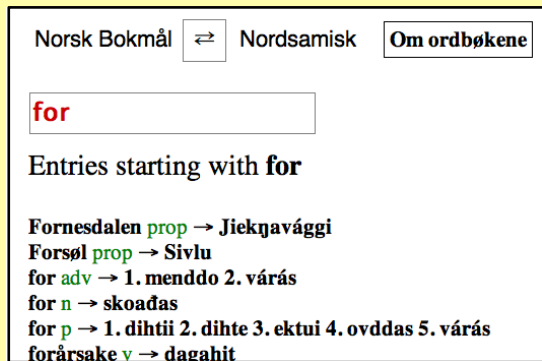 Norsk Bokmål ⇄ Nordsamisk Om ordbøkene
for
Entries starting with for
Fornesdalen prop → Jiekŋavággi
Forsøl prop → Sivlu
for adv → 1. menddo 2. várás
for n → skoađas
for p → 1. dihtii 2. dihte 3. ektui 4. ovddas 5. várás
forårsake v → dagahit